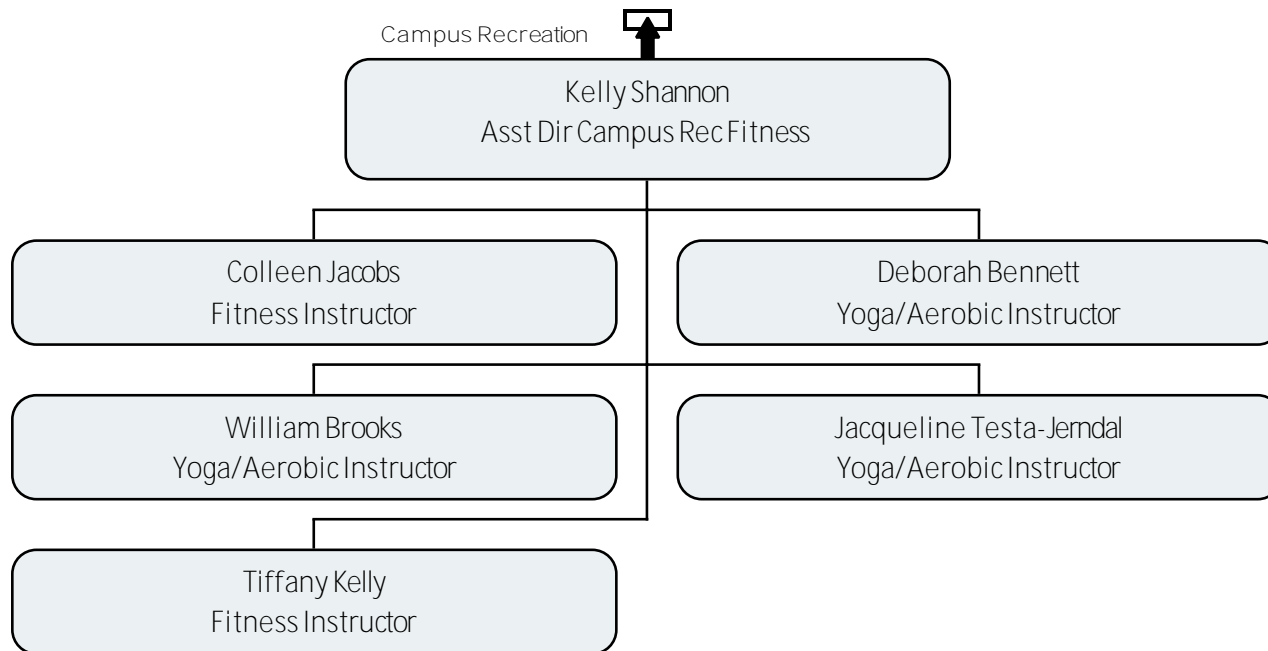 Campus Recreation
Kelly Shannon
Asst Dir Campus Rec Fitness
Colleen Jacobs
Fitness Instructor
Deborah Bennett
Yoga/Aerobic Instructor
William Brooks
Yoga/Aerobic Instructor
Jacqueline Testa-Jerndal
Yoga/Aerobic Instructor
Tiffany Kelly
Fitness Instructor